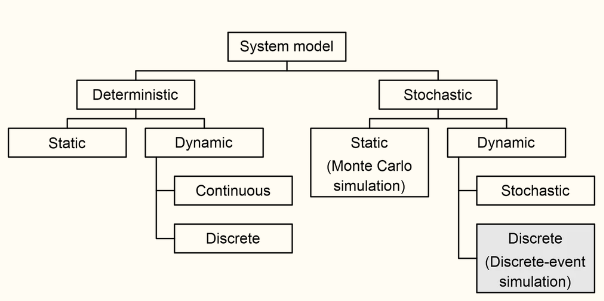 System model
Deterministic
Stochastic
Static
Dynamic
Static
(Monte Carlo
simulation)
Dynamic
Continuous
Discrete
Stochastic
Discrete
(Discrete-event
simulation)